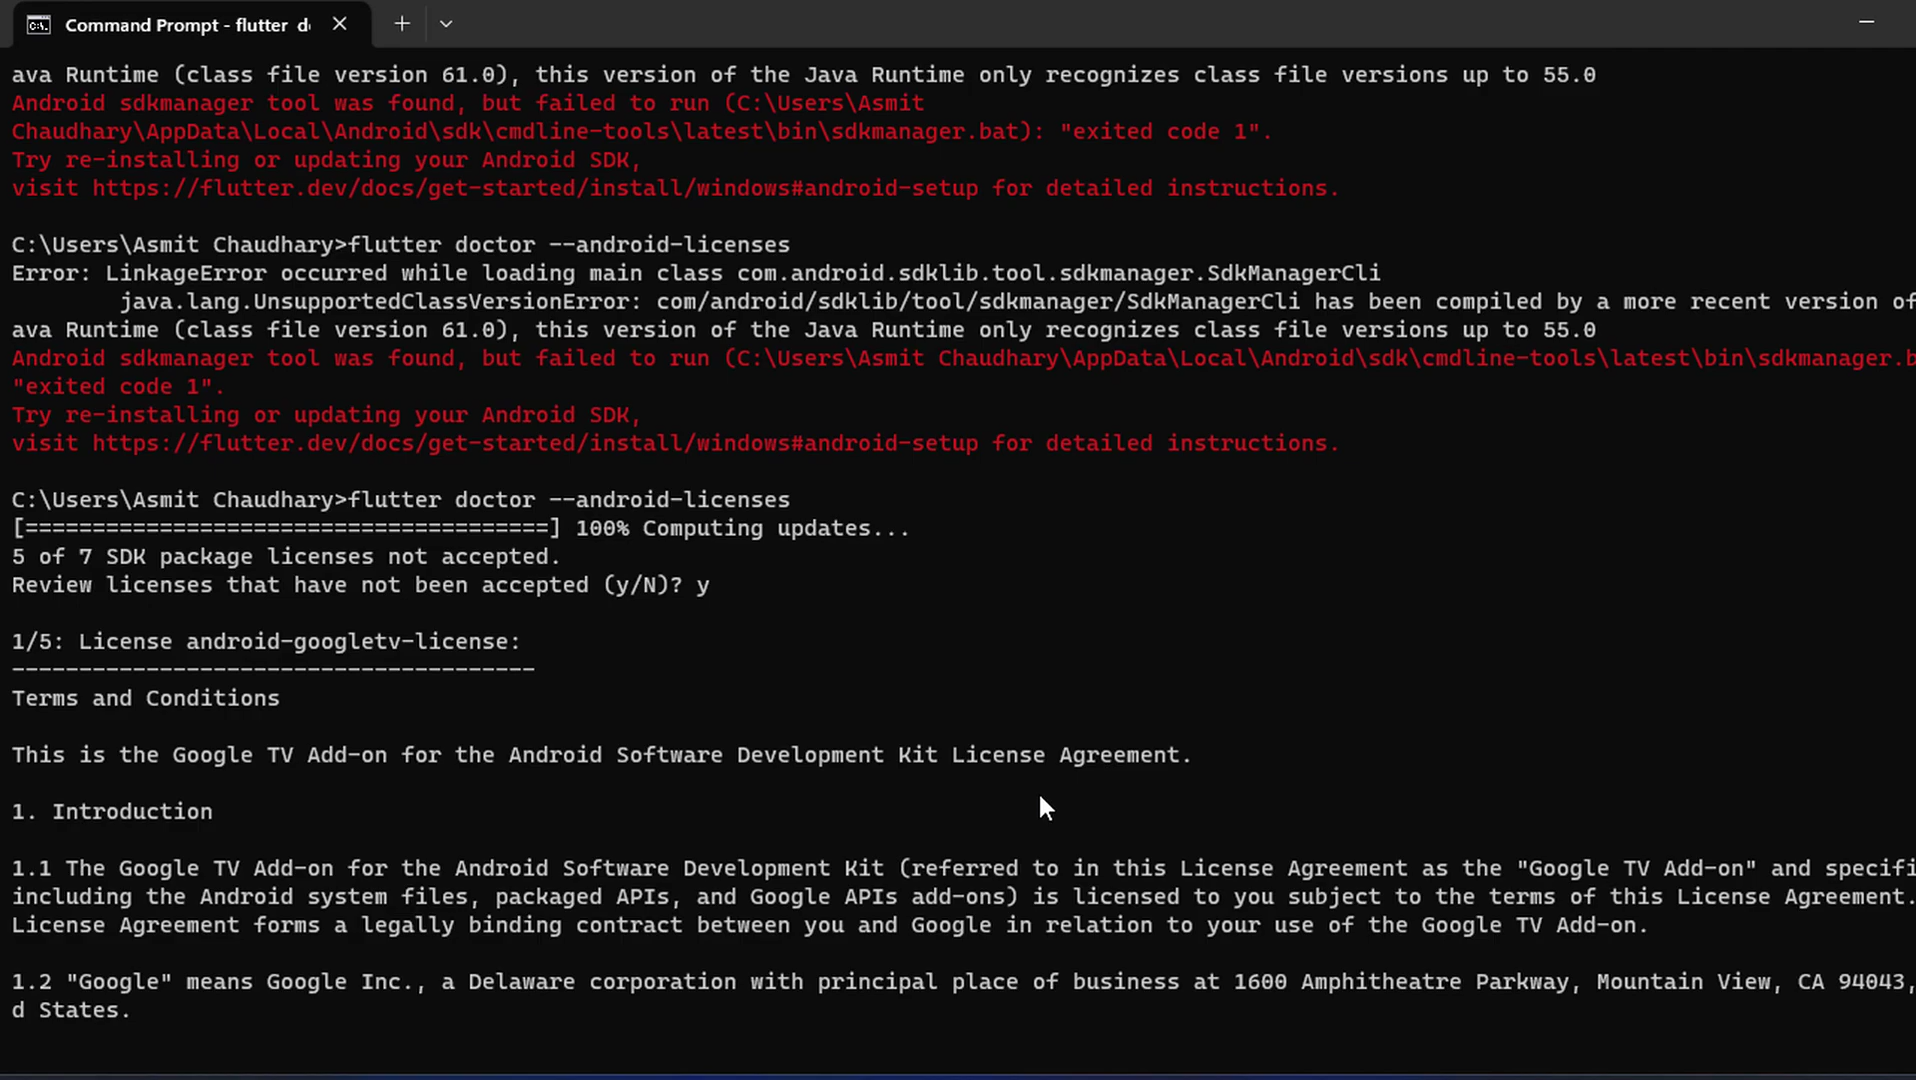 Command Prompt - flutter d
ava Runtime (class file version 61.0), this version of the Java Runtime only recognizes class file versions up to 55.0
Android sdkmanager tool was found, but failed to run (C:\Users\Asmit
Chaudhary\AppData\Local\Android\sdk\cmdline-tools\latest\bin\sdkmanager.bat): "exited code 1".
Try re-installing or updating your Android SDK,
visit https://flutter.dev/docs/get-started/install/windows#android-setup for detailed instructions.
C:\Users\Asmit Chaudhary>flutter doctor --android-licenses
Error: LinkageError occurred while loading main class com.android.sdklib.tool.sdkmanager.SdkManagerCli
java.lang.UnsupportedClassVersionError: com/android/sdklib/tool/sdkmanager/SdkManagerCli has been compiled by a more recent version of
ava Runtime (class file version 61.0), this version of the Java Runtime only recognizes class file versions up to 55.0
Android sdkmanager tool was found, but failed to run (C:\Users\Asmit Chaudhary\AppData\Local\Android\sdk\cmdline-tools\latest\bin\sdkmanager.b
"exited code 1".
Try re-installing or updating your Android SDK,
visit https://flutter.dev/docs/get-started/install/windows#android-setup for detailed instructions.
C:\Users\Asmit Chaudhary>flutter doctor --android-licenses
[=======================================] 100% Computing updates...
5 of 7 SDK package licenses not accepted.
Review licenses that have not been accepted (y/N)? y
1/5: License android-googletv-license:
---------------------------------------
Terms and Conditions
This is the Google TV Add-on for the Android Software Development Kit License Agreement.
1. Introduction
1.1 The Google TV Add-on for the Android Software Development Kit (referred to in this License Agreement as the "Google TV Add-on" and specifi
including the Android system files, packaged APIs, and Google APIs add-ons) is licensed to you subject to the terms of this License Agreement.
License Agreement forms a legally binding contract between you and Google in relation to your use of the Google TV Add-on.
1.2 "Google" means Google Inc., a Delaware corporation with principal place of business at 1600 Amphitheatre Parkway, Mountain View, CA 94043,
d States.